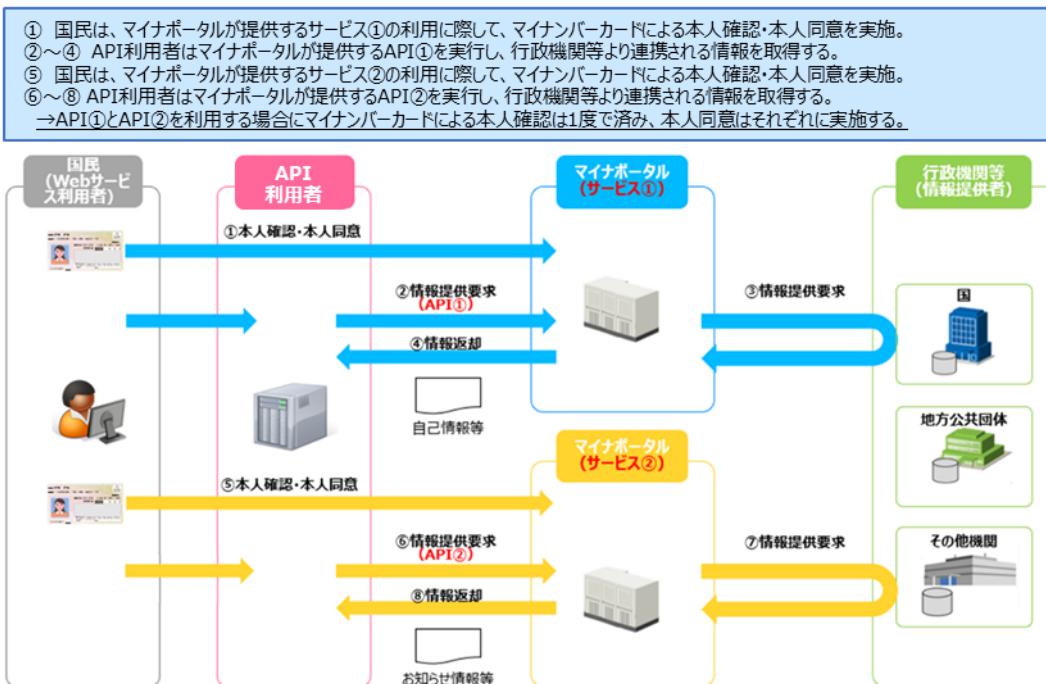 ① 国民は、マイナポータルが提供するサービス①の利用に際して、マイナンバーカードによる本人確認・本人同意を実施。
②～④ API利用者はマイナポータルが提供するAPI①を実行し、行政機関等より連携される情報を取得する。
⑤ 国民は、マイナポータルが提供するサービス②の利用に際して、マイナンバーカードによる本人確認・本人同意を実施。
⑥～⑧ API利用者はマイナポータルが提供するAPI②を実行し、行政機関等より連携される情報を取得する。
→API①とAPI②を利用する場合にマイナンバーカードによる本人確認は1度で済み、本人同意はそれぞれに実施する。
国民
(Webサービ
ス利用者)
API
利用者
マイナポータル
(サービス①)
行政機関等
(情報提供者)
①本人確認・本人同意
②情報提供要求
(API①)
③情報提供要求
④情報返却
自己情報等
国
地方公共団体
その他機関
マイナポータル
(サービス②)
⑤本人確認・本人同意
⑥情報提供要求
(API②)
⑦情報提供要求
⑧情報返却
お知らせ情報等